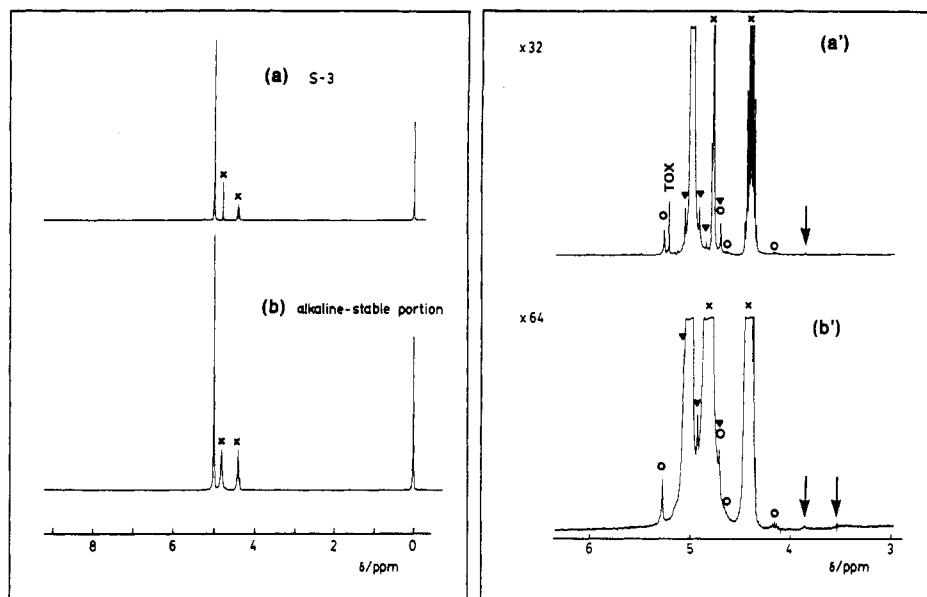 (a) S-3
(b) alkaline-stable portion
8 6 4 2 0
δ/ppm
x 32
(a')
TOX
x 64
(b')
6 5 4 3
δ/ppm